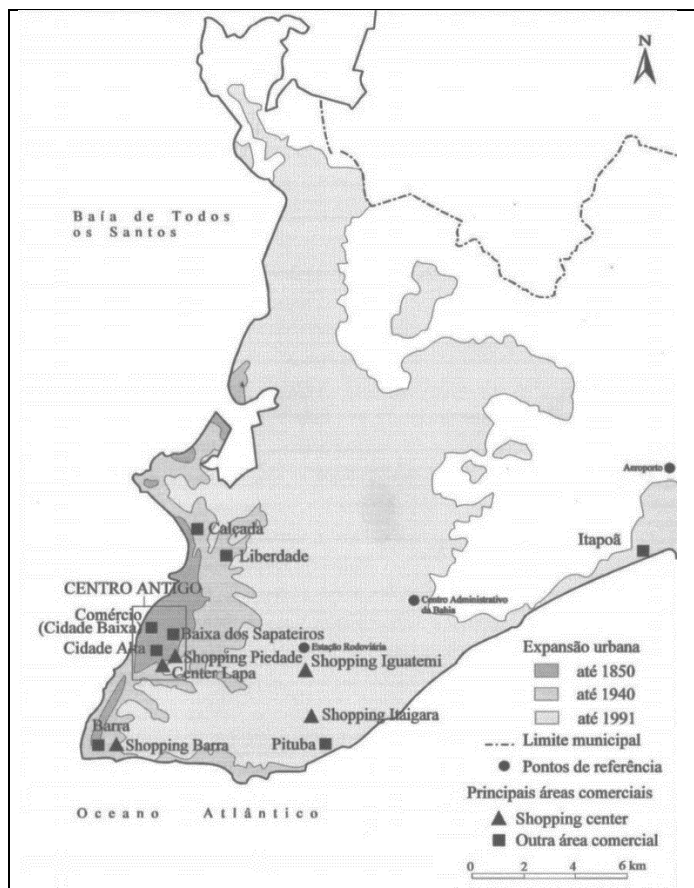 N
Baía de Todos
os Santos
Aeroporto
Calçada
Itapoã
Liberdade
CENTRO ANTIGO
Centro Administrativo
da Bahia
Comércio
(Cidade Baixa)
Baixa dos Sapateiros
Cidade Alta
Shopping Piedade
Estação Rodoviária
Shopping Iguatemi
Center Lapa
Expansão urbana
até 1850
até 1940
até 1991
Shopping Itaigara
Barra
Shopping Barra
Pituba
Limite municipal
Pontos de referência
Principais áreas comerciais
Shopping center
Outra área comercial
Oceano Atlântico
0 2 4 6 km